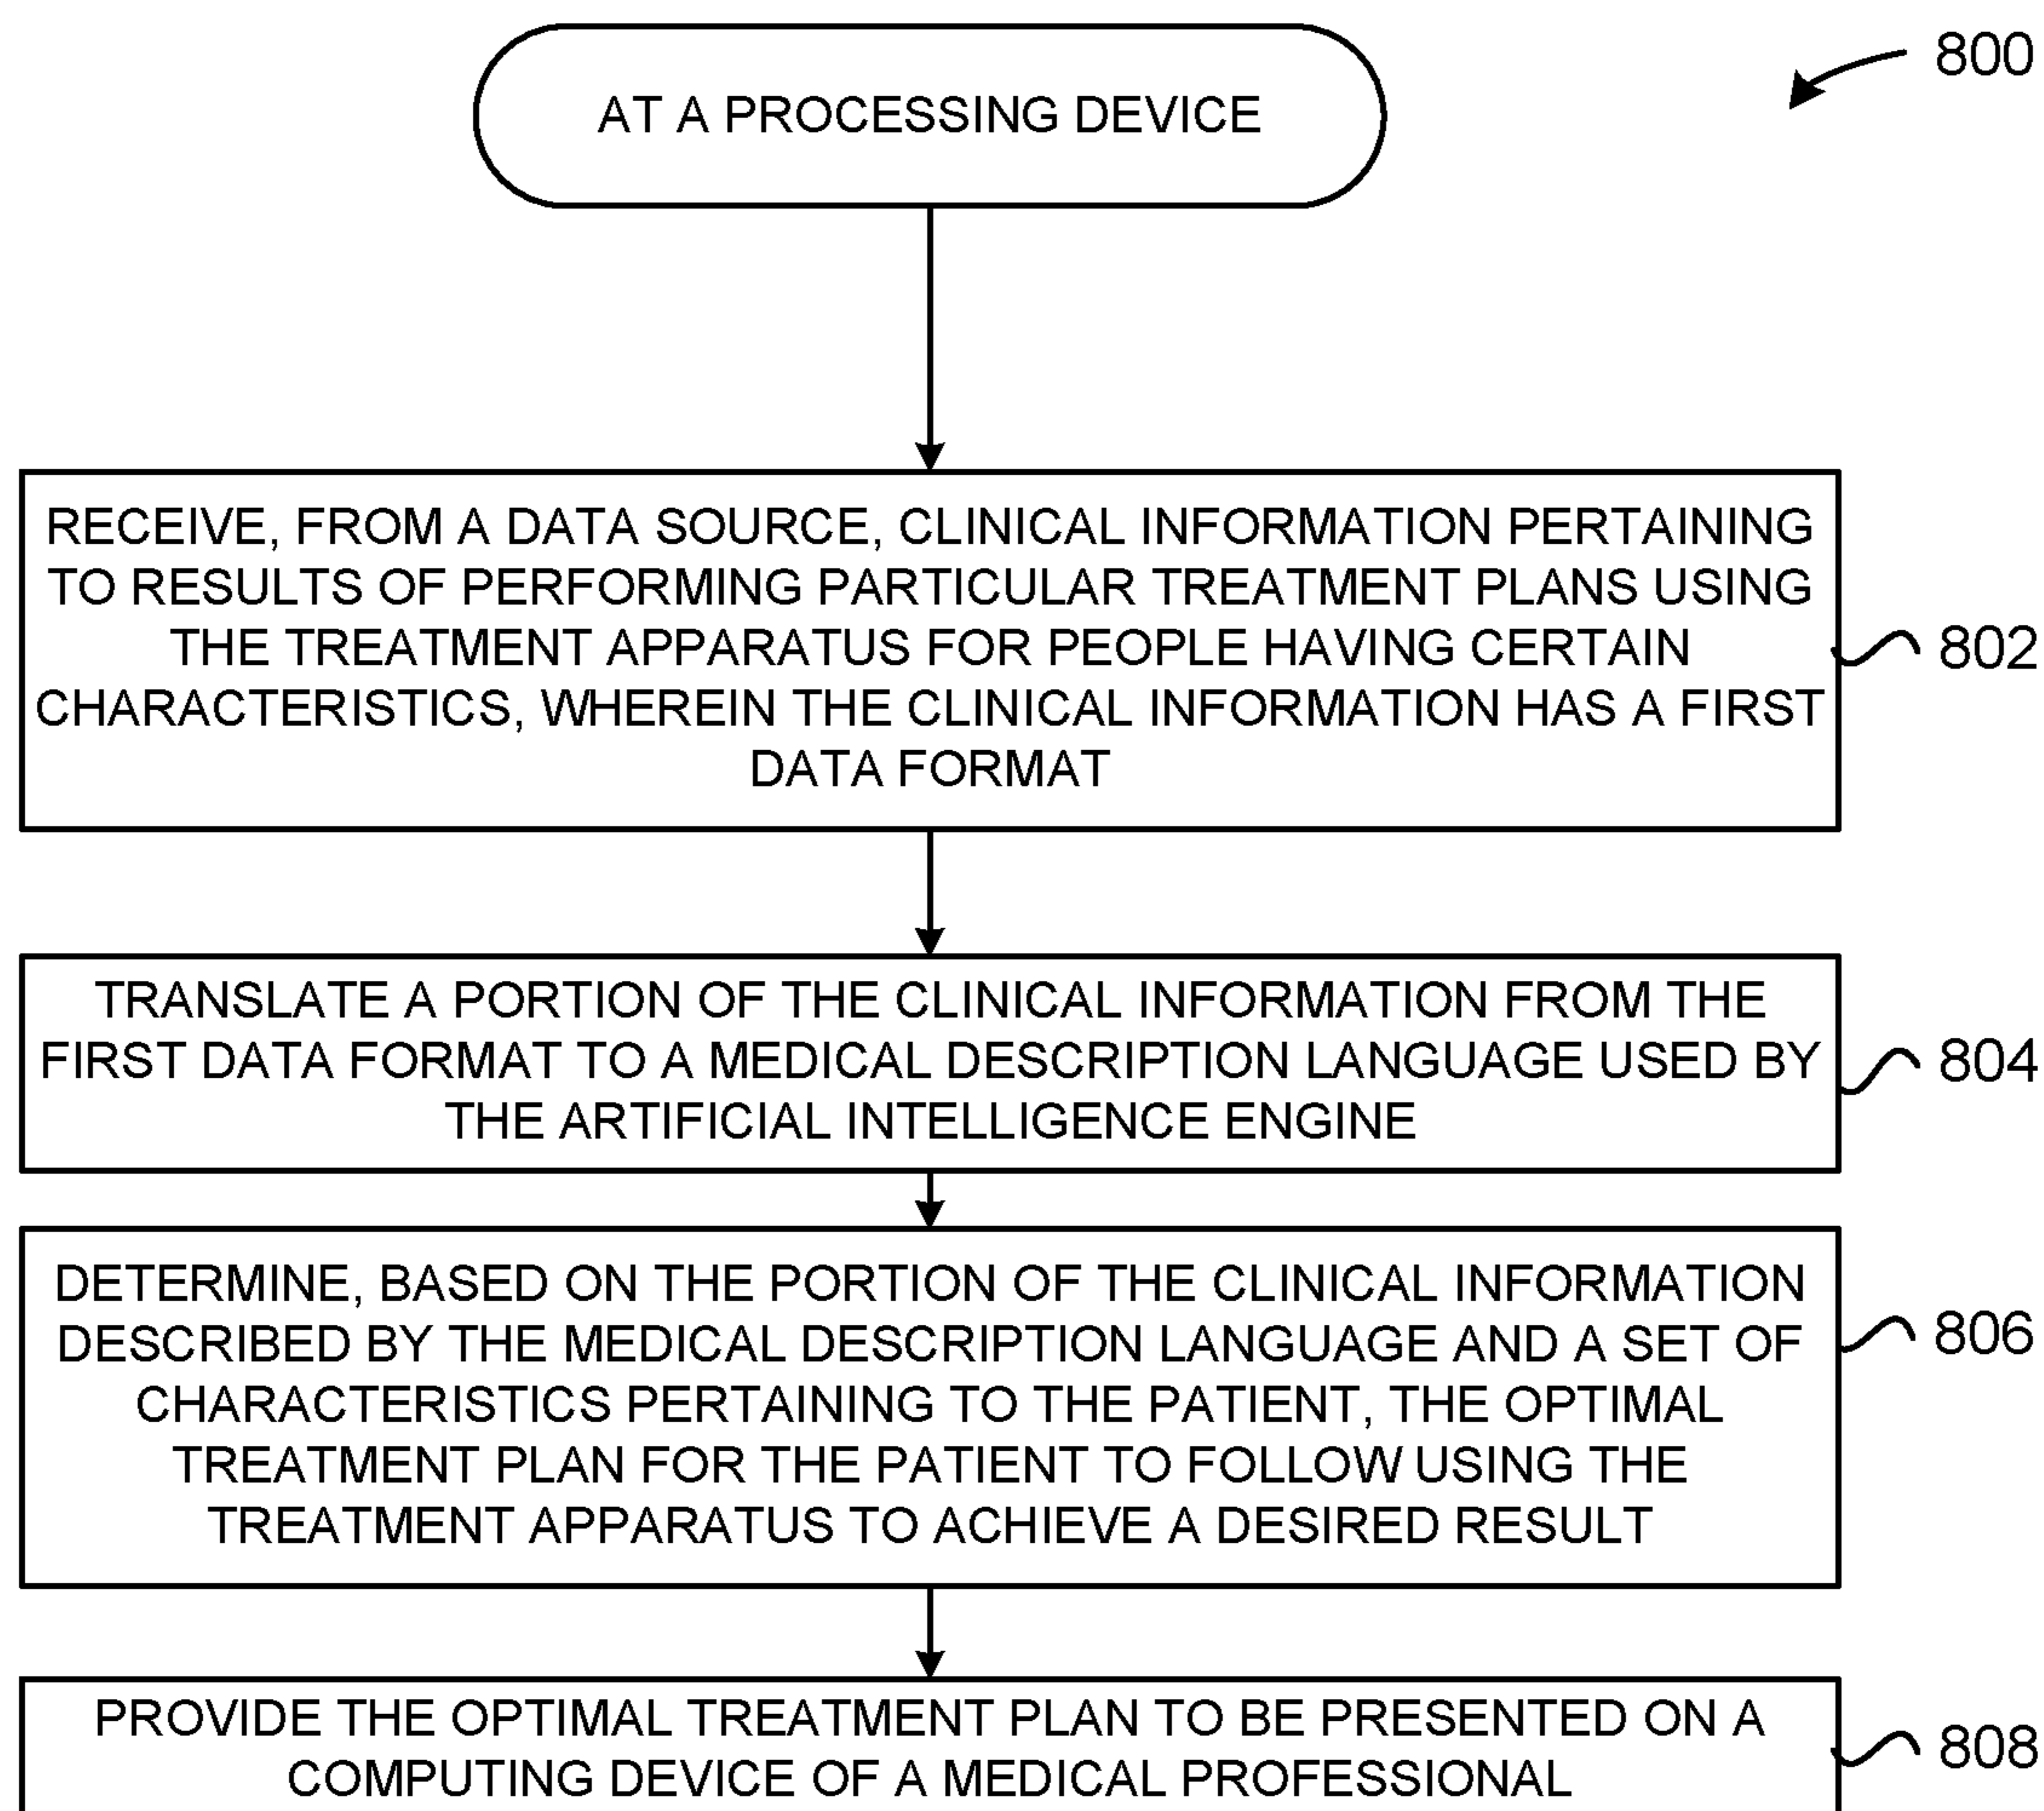 800
AT A PROCESSING DEVICE
RECEIVE, FROM A DATA SOURCE, CLINICAL INFORMATION PERTAINING
TO RESULTS OF PERFORMING PARTICULAR TREATMENT PLANS USING
THE TREATMENT APPARATUS FOR PEOPLE HAVING CERTAIN
CHARACTERISTICS, WHEREIN THE CLINICAL INFORMATION HAS A FIRST
DATA FORMAT
802
TRANSLATE A PORTION OF THE CLINICAL INFORMATION FROM THE
FIRST DATA FORMAT TO A MEDICAL DESCRIPTION LANGUAGE USED BY
THE ARTIFICIAL INTELLIGENCE ENGINE
804
DETERMINE, BASED ON THE PORTION OF THE CLINICAL INFORMATION
DESCRIBED BY THE MEDICAL DESCRIPTION LANGUAGE AND A SET OF
CHARACTERISTICS PERTAINING TO THE PATIENT, THE OPTIMAL
TREATMENT PLAN FOR THE PATIENT TO FOLLOW USING THE
TREATMENT APPARATUS TO ACHIEVE A DESIRED RESULT
806
PROVIDE THE OPTIMAL TREATMENT PLAN TO BE PRESENTED ON A
COMPUTING DEVICE OF A MEDICAL PROFESSIONAL
808